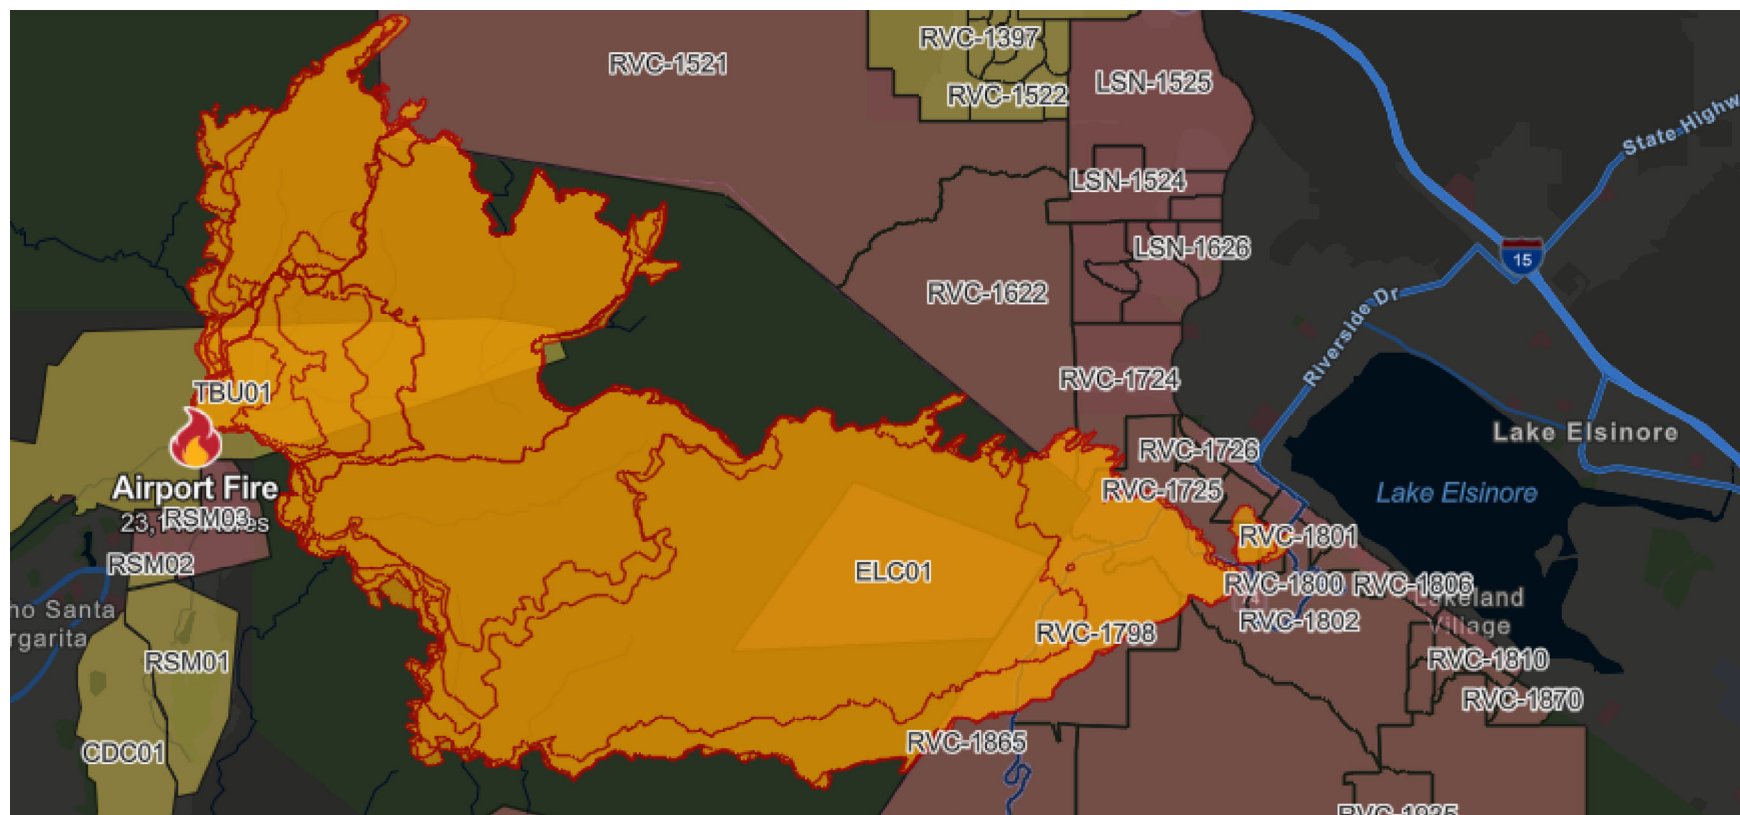 RVC-1397
RVC-1521
LSN-1525
RVC-1522
State Highw
LSN-1524
LSN-1626
15
RVC-1622
Riverside Dr
RVC-1724
TBU01
Lake Elsinore
RVC-1726
Airport Fire
RVC-1725
Lake Elsinore
RSM03
RVC-1801
RSM02
ELC01
RVC-1800
RVC-1806
ho Santa
rgarita
Lakeland
Village
RVC-1802
RVC-1798
RSM01
RVC-1810
RVC-1870
RVC-1865
CDC01